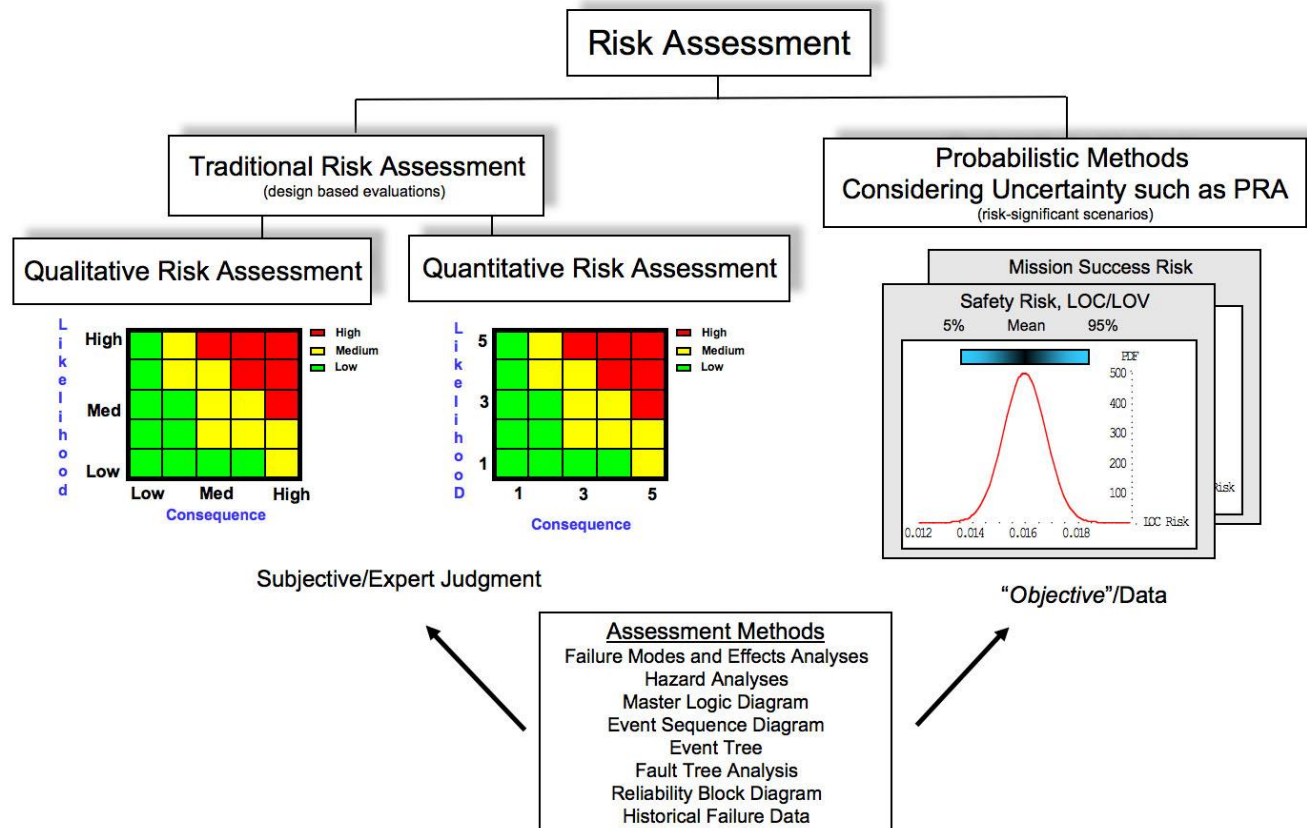 Risk Assessment
Traditional Risk Assessment
(design based evaluations)
Probabilistic Methods
Considering Uncertainty such as PRA
(risk-significant scenarios)
Qualitative Risk Assessment
Quantitative Risk Assessment
Likelihood
High
Med
Low
Low Med High
Consequence
High
Medium
Low
Likelihood
5
3
1
1 3 5
Consequence
High
Medium
Low
Mission Success Risk
Risk
Safety Risk, LOC/LOV
5% Mean 95%
PDF
500
400
300
200
100
LOC Risk
0.012 0.014 0.016 0.018
Subjective/Expert Judgment
“Objective”/Data
Assessment Methods
Failure Modes and Effects Analyses
Hazard Analyses
Master Logic Diagram
Event Sequence Diagram
Event Tree
Fault Tree Analysis
Reliability Block Diagram
Historical Failure Data